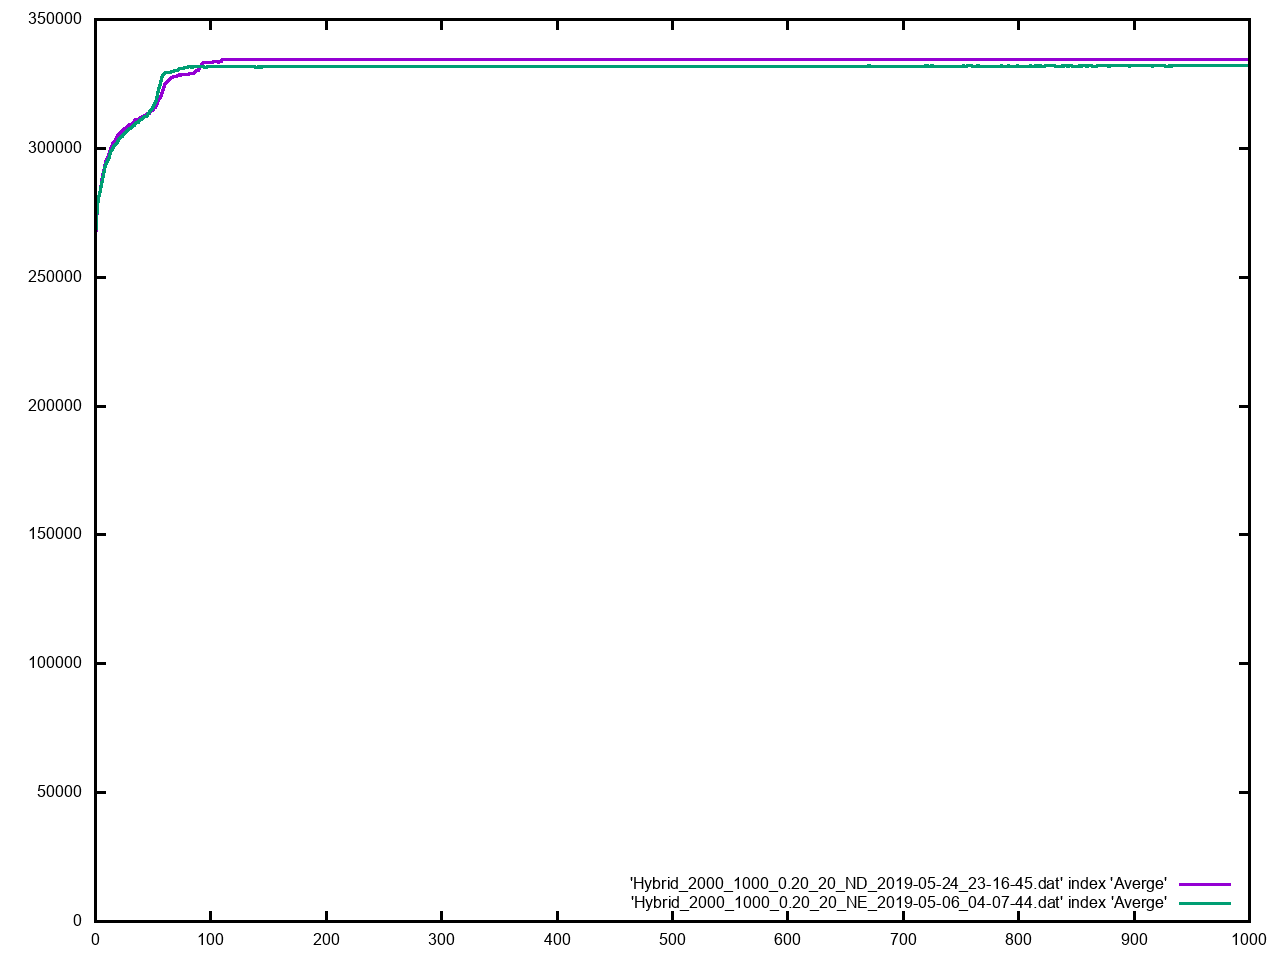 350000
300000
250000
200000
150000
100000
50000
0
'Hybrid_2000_1000_0.20_20_ND_2019-05-24_23-16-45.dat' index 'Averge'
'Hybrid_2000_1000_0.20_20_NE_2019-05-06_04-07-44.dat' index 'Averge'
0 100 200 300 400 500 600 700 800 900 1000